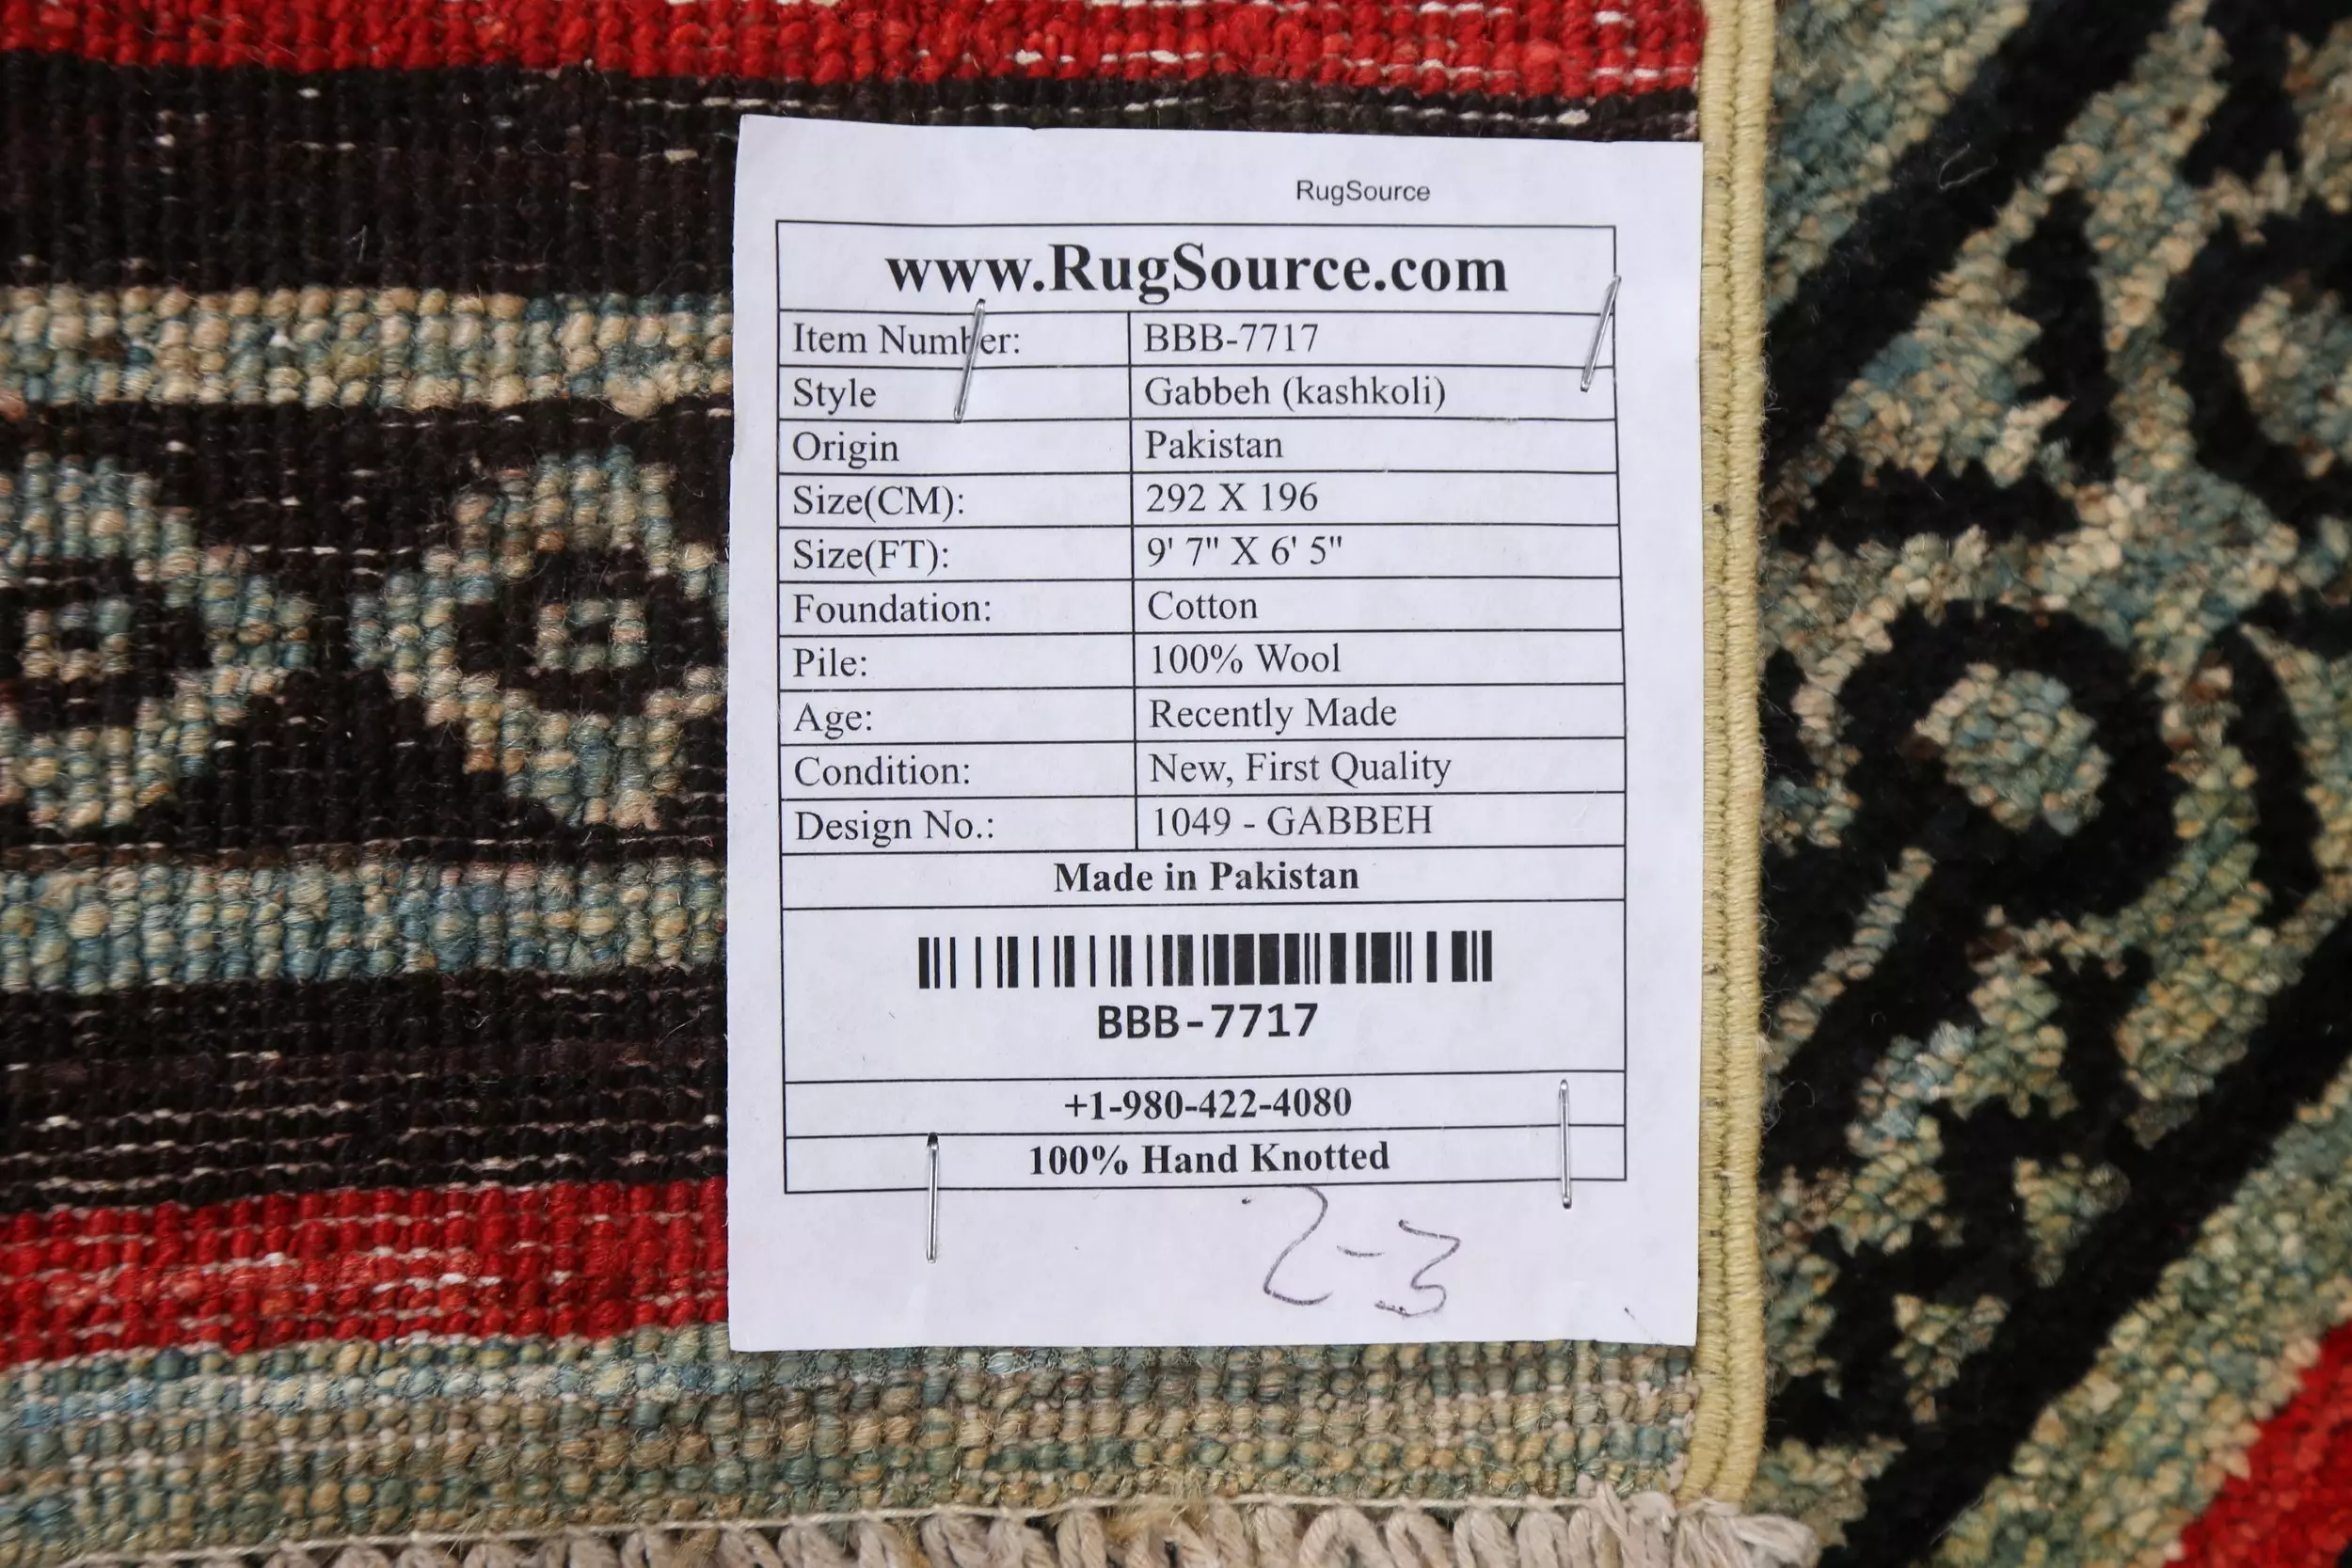 RugSource
www.RugSource.com
Item Number: BBB-7717
Style Gabbeh (kashkoli)
Origin Pakistan
Size(CM): 292 X 196
Size(FT): 9' 7" X 6' 5"
Foundation: Cotton
Pile: 100% Wool
Age: Recently Made
Condition: New, First Quality
Design No.: 1049 - GABBEH
Made in Pakistan
BBB-7717
+1-980-422-4080
100% Hand Knotted
2-3